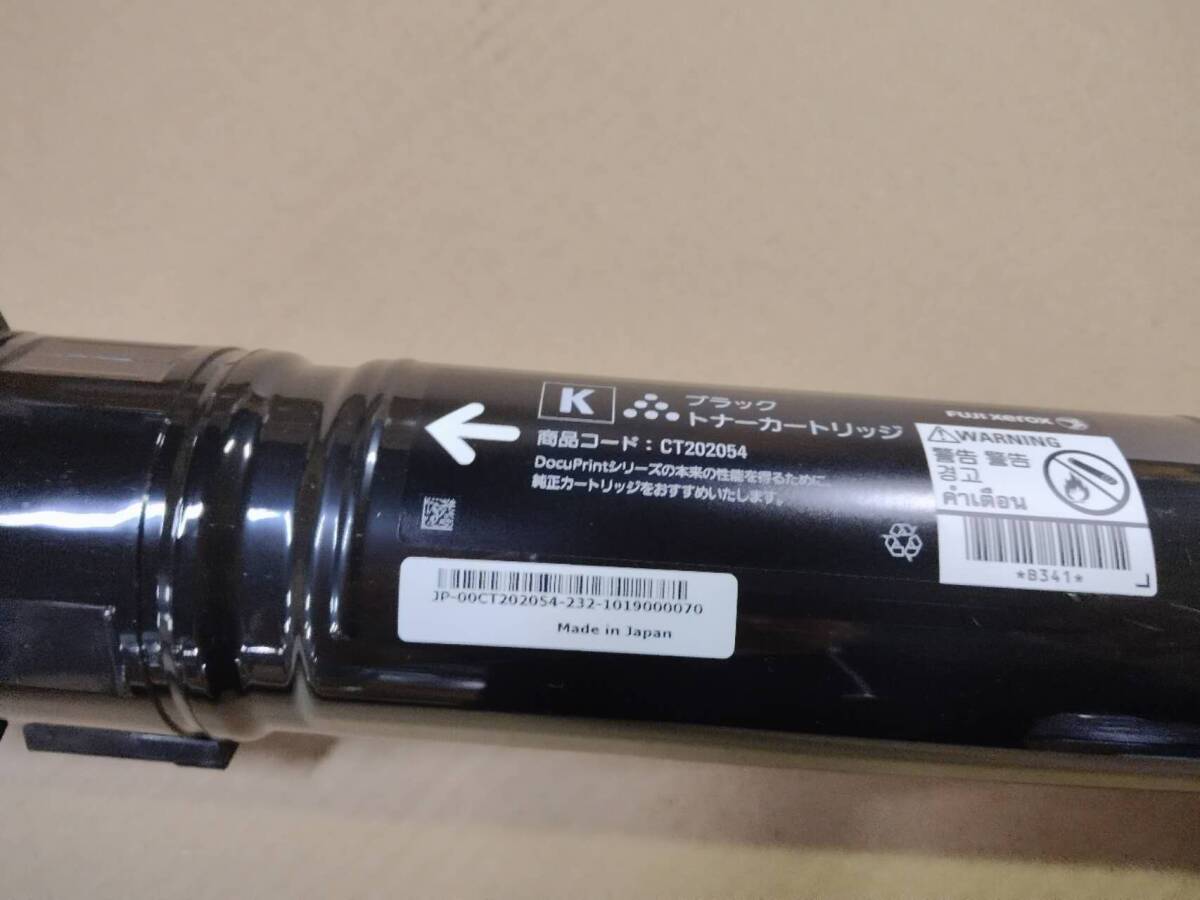 K
ブラック
トナーカートリッジ
商品コード：CT202054
DocuPrintシリーズの本来の性能を得るために、
純正カートリッジをおすすめいたします。
FUJI xerox
WARNING
警告 警告
경고
คำเตือน
*B341*
JP-00CT202054-232-1019000070
Made in Japan